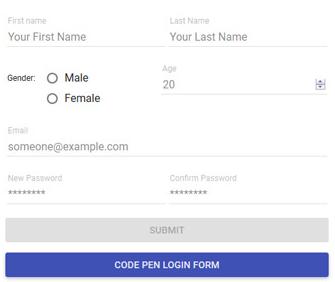 First name Last Name
Your First Name Your Last Name
Gender: Male Age
20
Female
Email
someone@example.com
New Password Confirm Password
******** ********
SUBMIT
CODE PEN LOGIN FORM